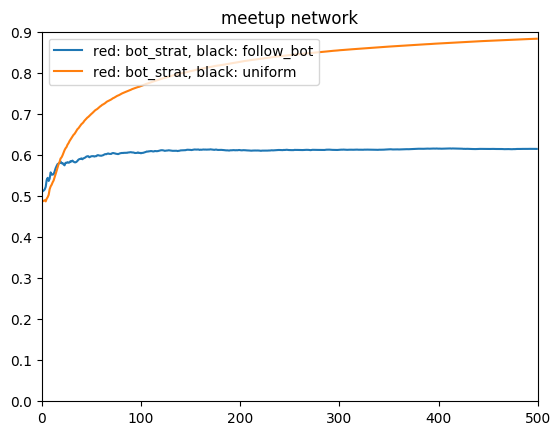 meetup network
red: bot_strat, black: follow_bot
red: bot_strat, black: uniform
0.9
0.8
0.7
0.6
0.5
0.4
0.3
0.2
0.1
0.0
0 100 200 300 400 500